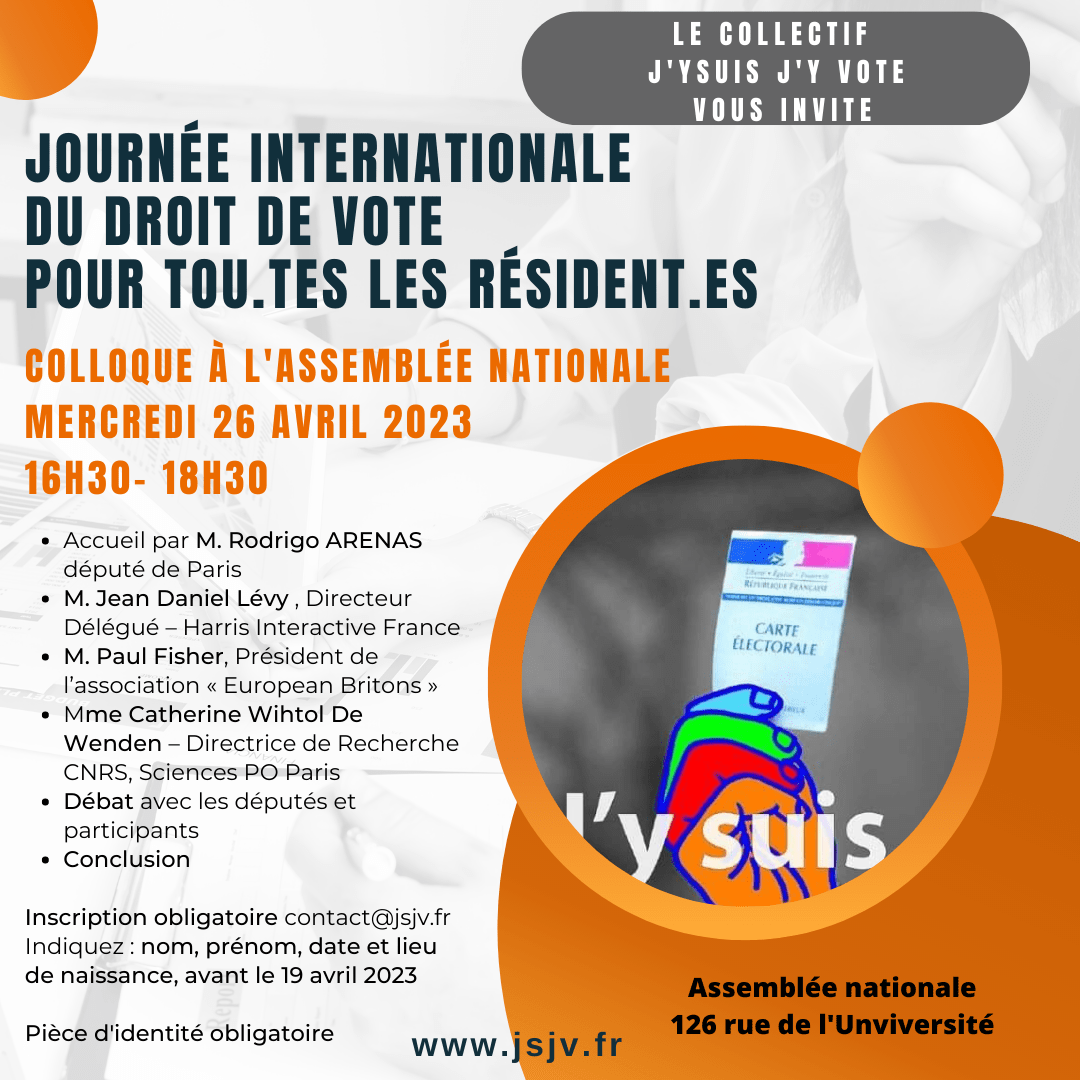 LE COLLECTIF
J'YSUIS J'Y VOTE
VOUS INVITE
JOURNÉE INTERNATIONALE
DU DROIT DE VOTE
POUR TOU.TES LES RÉSIDENT.ES
COLLOQUE À L'ASSEMBLÉE NATIONALE
MERCREDI 26 AVRIL 2023
16H30- 18H30
• Accueil par M. Rodrigo ARENAS
député de Paris
• M. Jean Daniel Lévy , Directeur
Délégué – Harris Interactive France
• M. Paul Fisher, Président de
l'association « European Britons »
• Mme Catherine Wihtol De
Wenden – Directrice de Recherche
CNRS, Sciences PO Paris
• Débat avec les députés et
participants
• Conclusion
Inscription obligatoire contact@jsjv.fr
Indiquez : nom, prénom, date et lieu
de naissance, avant le 19 avril 2023
Pièce d'identité obligatoire
Liberté • Égalité • Fraternité
RÉPUBLIQUE FRANÇAISE
CARTE
ÉLECTORALE
J'y suis
Assemblée nationale
126 rue de l'Unviversité
www.jsjv.fr